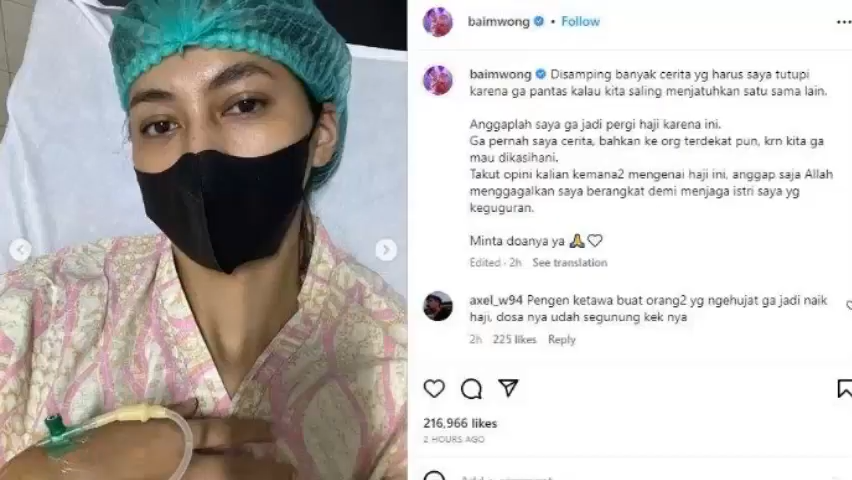 baimwong • Follow
baimwong Disamping banyak cerita yg harus saya tutupi
karena ga pantas kalau kita saling menjatuhkan satu sama lain.
Anggaplah saya ga jadi pergi haji karena ini.
Ga pernah saya cerita, bahkan ke org terdekat pun, krn kita ga
mau dikasihani.
Takut opini kalian kemana2 mengenai haji ini, anggap saja Allah
menggagalkan saya berangkat demi menjaga istri saya yg
keguguran.
Minta doanya ya 🙏🤍
Edited · 2h See translation
axel_w94 Pengen ketawa buat orang2 yg ngehujat ga jadi naik
haji, dosa nya udah segunung kek nya
2h 225 likes Reply
216,966 likes
2 HOURS AGO
Add a comment